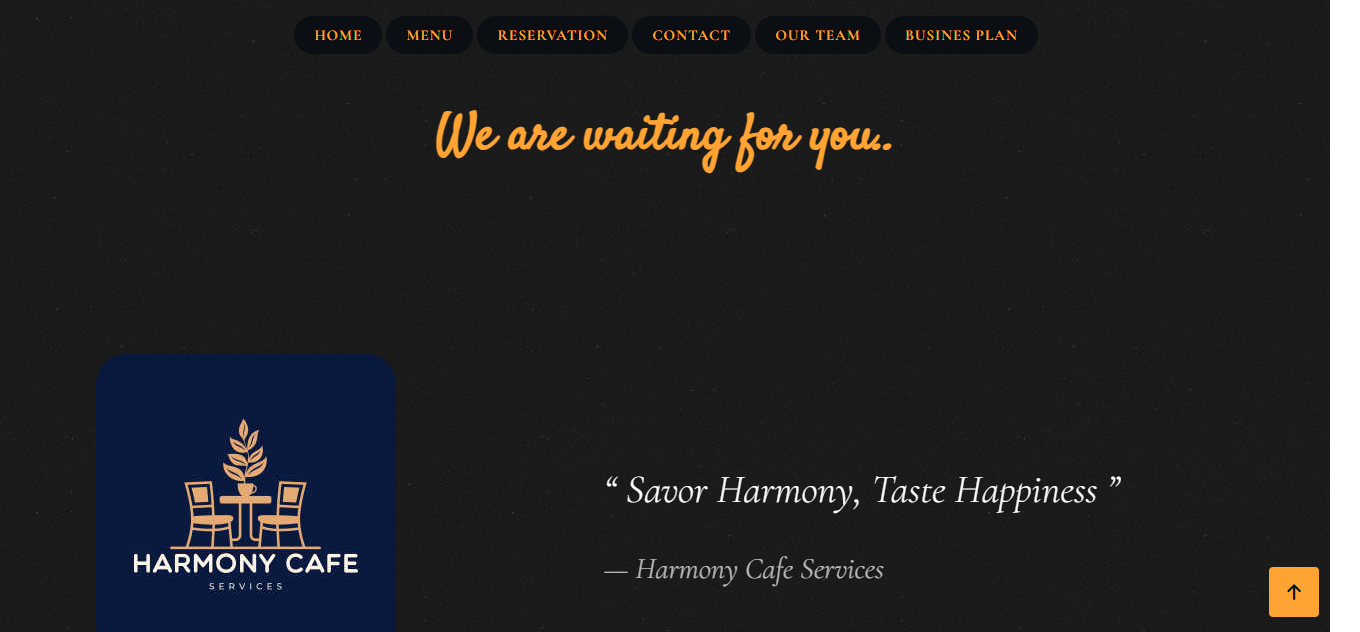 HOME MENU RESERVATION CONTACT OUR TEAM BUSINES PLAN
We are waiting for you..
“ Savor Harmony, Taste Happiness ”
HARMONY CAFE
SERVICES
— Harmony Cafe Services